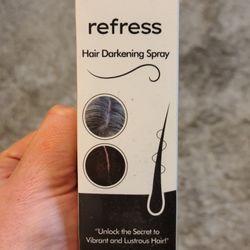 refress
Hair Darkening Spray
"Unlock the Secret to
Vibrant and Lustrous Hair!"